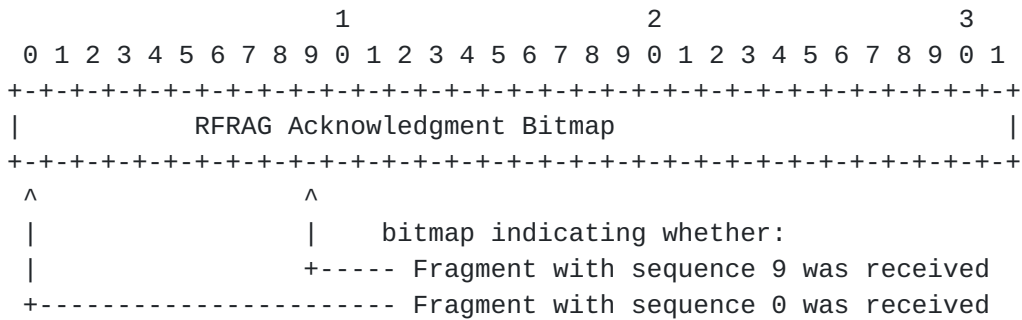 1                   2                   3
 0 1 2 3 4 5 6 7 8 9 0 1 2 3 4 5 6 7 8 9 0 1 2 3 4 5 6 7 8 9 0 1
+-+-+-+-+-+-+-+-+-+-+-+-+-+-+-+-+-+-+-+-+-+-+-+-+-+-+-+-+-+-+-+-+
|           RFRAG Acknowledgment Bitmap                         |
+-+-+-+-+-+-+-+-+-+-+-+-+-+-+-+-+-+-+-+-+-+-+-+-+-+-+-+-+-+-+-+-+
 ^                 ^
 |                 |    bitmap indicating whether:
 |                 +----- Fragment with sequence 9 was received
 +----------------------- Fragment with sequence 0 was received